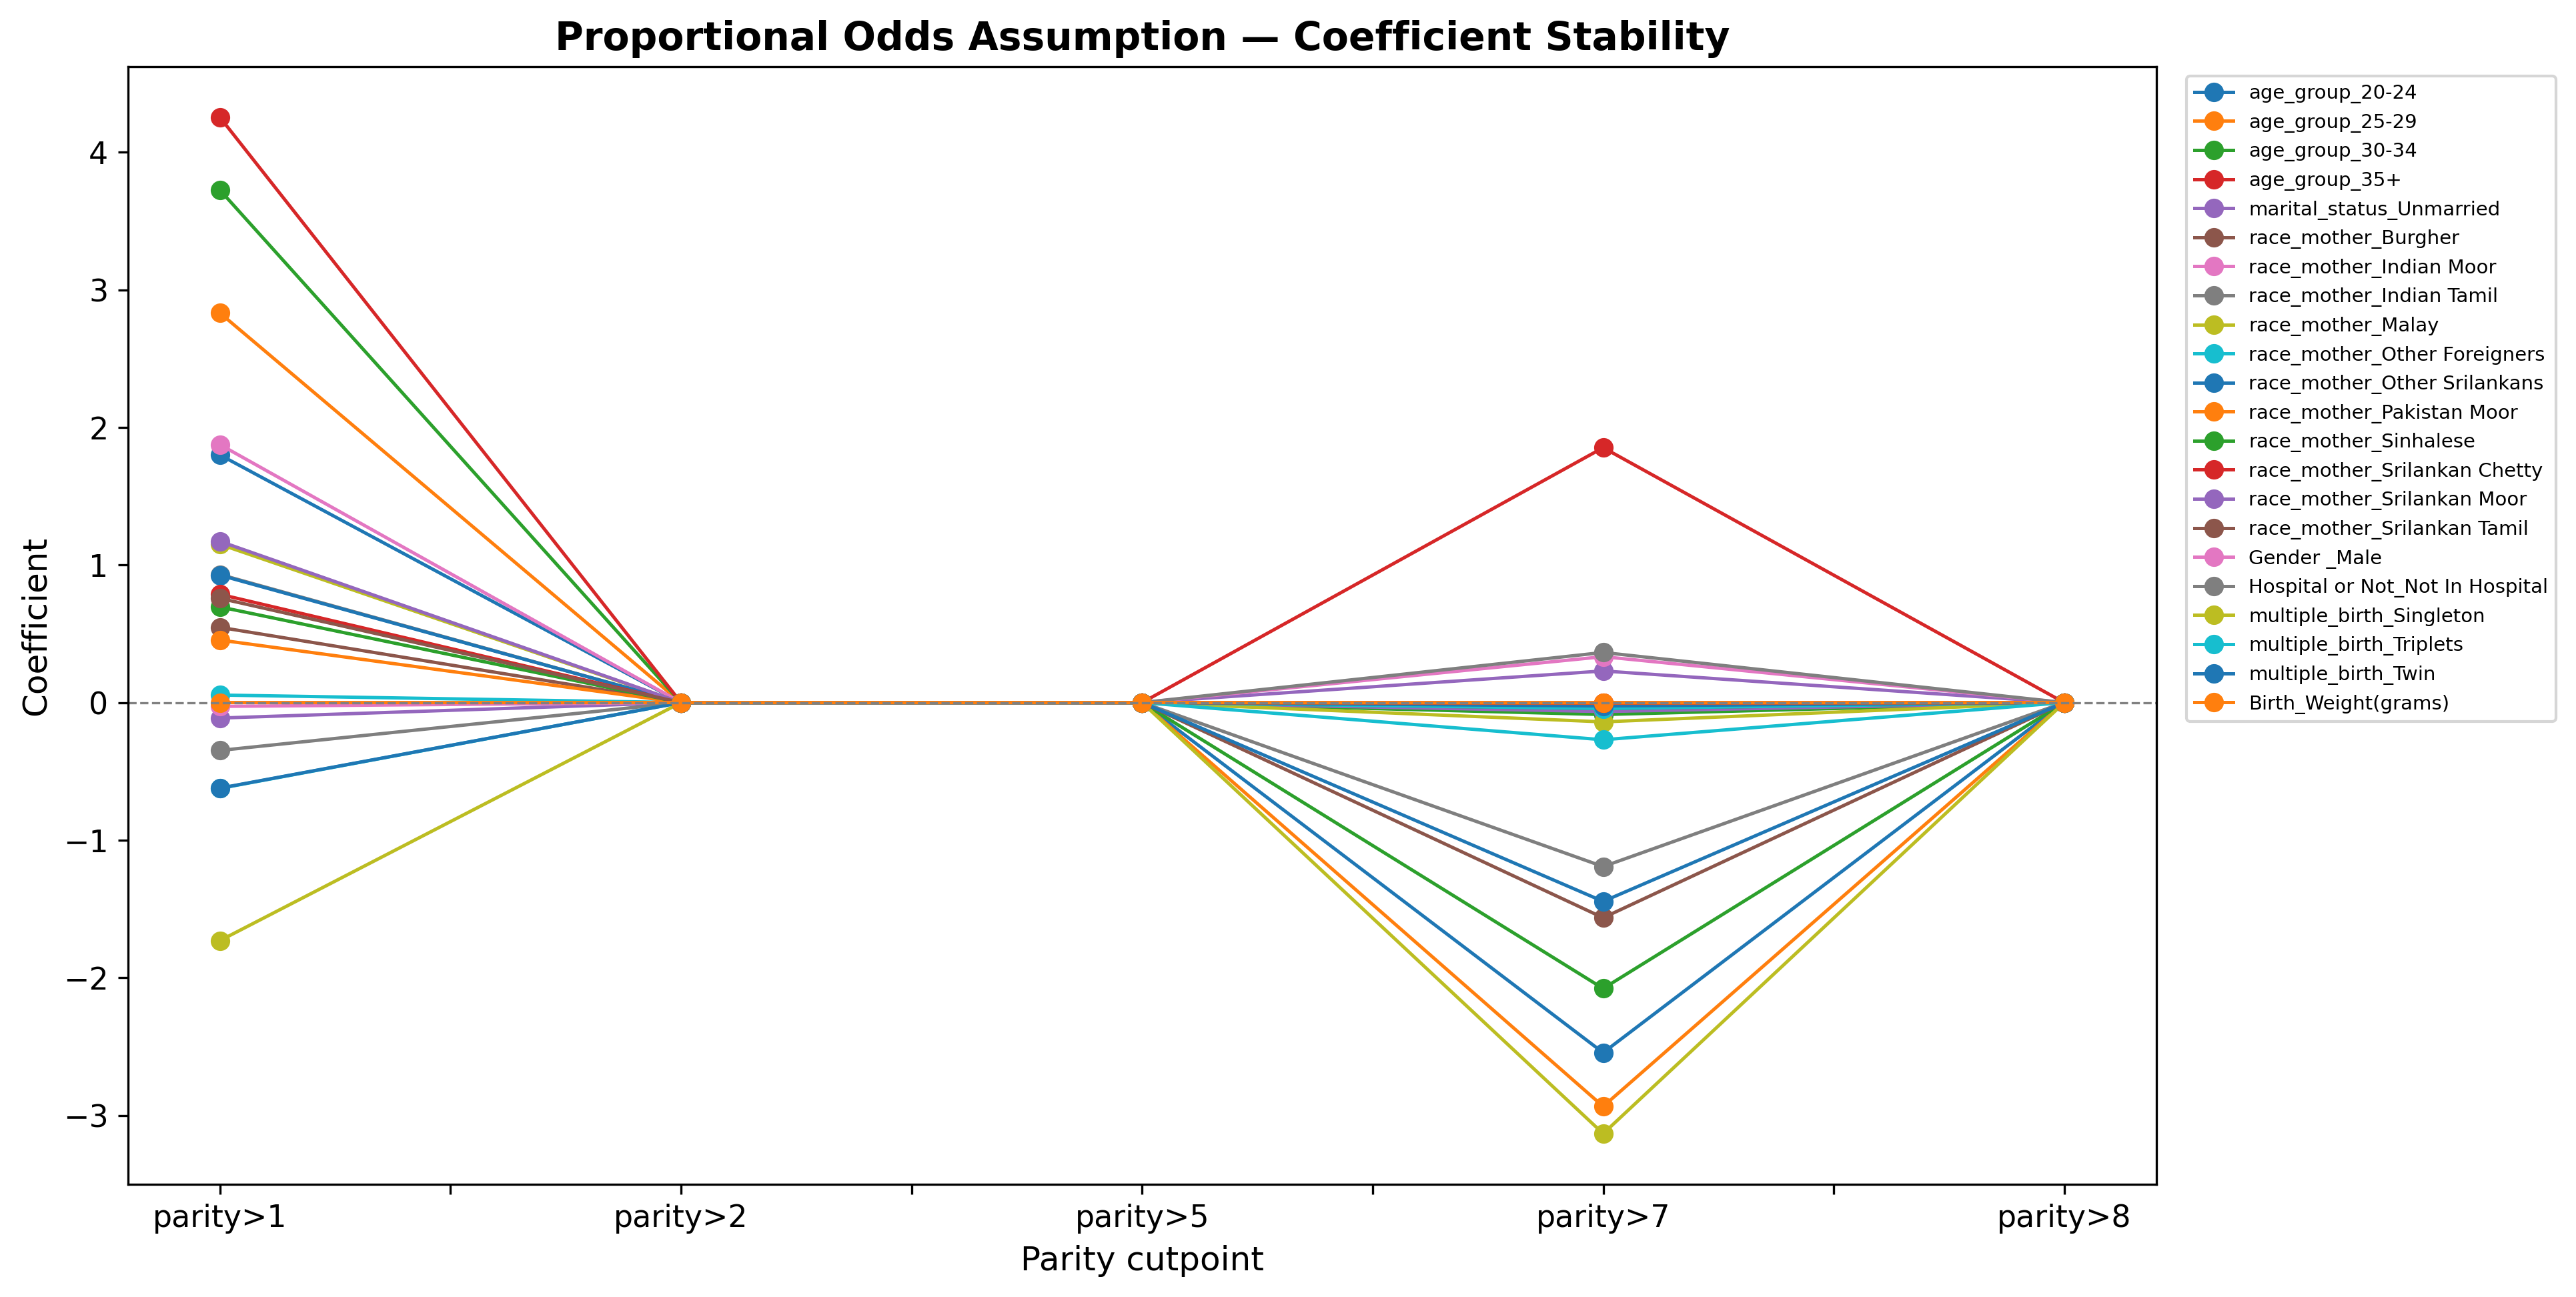 Proportional Odds Assumption — Coefficient Stability
4
3
2
1
0
−1
−2
−3
Coefficient
parity>1
parity>2
parity>5
parity>7
parity>8
Parity cutpoint
age_group_20-24
age_group_25-29
age_group_30-34
age_group_35+
marital_status_Unmarried
race_mother_Burgher
race_mother_Indian Moor
race_mother_Indian Tamil
race_mother_Malay
race_mother_Other Foreigners
race_mother_Other Srilankans
race_mother_Pakistan Moor
race_mother_Sinhalese
race_mother_Srilankan Chetty
race_mother_Srilankan Moor
race_mother_Srilankan Tamil
Gender _Male
Hospital or Not_Not In Hospital
multiple_birth_Singleton
multiple_birth_Triplets
multiple_birth_Twin
Birth_Weight(grams)